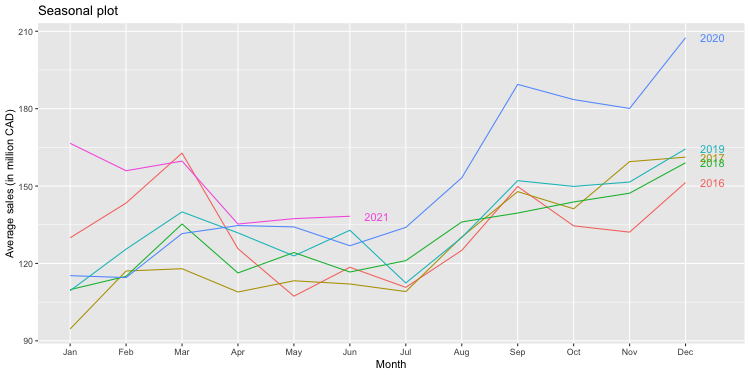 Seasonal plot
Average sales (in million CAD)
210
180
150
120
90
2020
2019
2017
2018
2016
2021
Jan Feb Mar Apr May Jun Jul Aug Sep Oct Nov Dec
Month